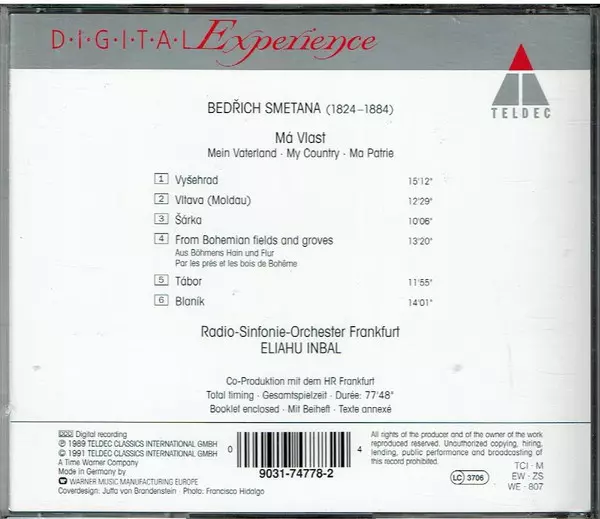 D·I·G·I·T·A·L Experience
TELDEC
BEDŘICH SMETANA (1824–1884)
Má Vlast
Mein Vaterland · My Country · Ma Patrie
1 Vyšehrad 15'12"
2 Vltava (Moldau) 12'29"
3 Šárka 10'06"
4 From Bohemian fields and groves 13'20"
Aus Böhmens Hain und Flur
Par les prés et les bois de Bohême
5 Tábor 11'55"
6 Blaník 14'01"
Radio-Sinfonie-Orchester Frankfurt
ELIAHU INBAL
Co-Produktion mit dem HR Frankfurt
Total timing · Gesamtspielzeit · Durée: 77'48"
Booklet enclosed · Mit Beiheft · Texte annexé
DDD Digital recording
℗ 1989 TELDEC CLASSICS INTERNATIONAL GMBH
© 1991 TELDEC CLASSICS INTERNATIONAL GMBH
A Time Warner Company
Made in Germany
WARNER MUSIC MANUFACTURING EUROPE
Coverdesign: Jutta von Brandenstein / Photo: Francisco Hidalgo
0 4
9031-74778-2
All rights of the producer and of the owner of the work
reproduced reserved. Unauthorized copying, hiring,
lending, public performance and broadcasting of
this record prohibited.
LC 3706
TCI · M
EW · ZS
WE · 807